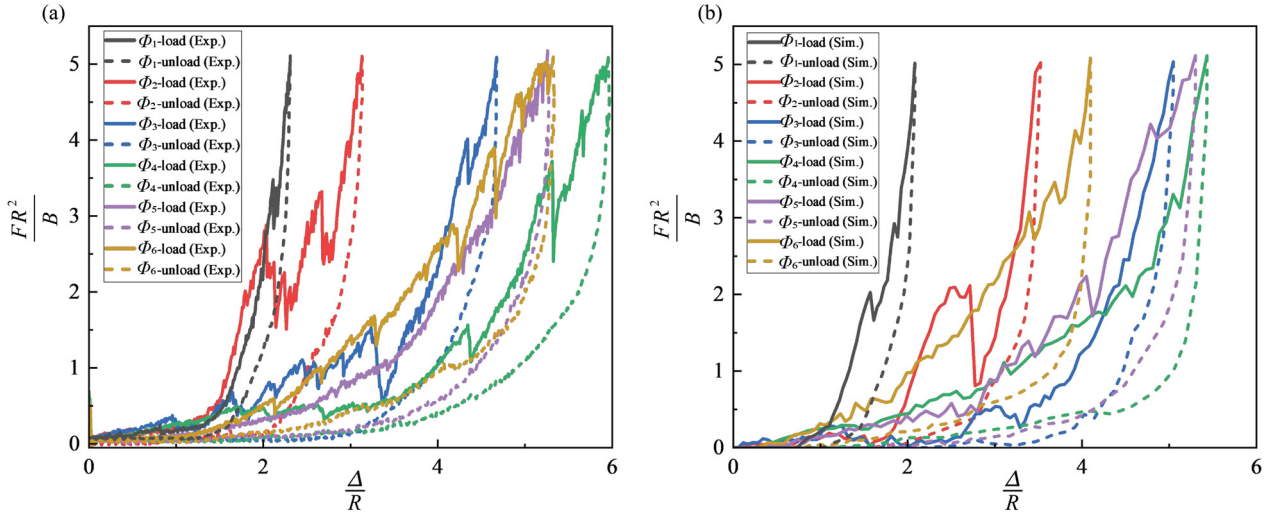 (a)
Φ1-load (Exp.)
Φ1-unload (Exp.)
Φ2-load (Exp.)
Φ2-unload (Exp.)
Φ3-load (Exp.)
Φ3-unload (Exp.)
Φ4-load (Exp.)
Φ4-unload (Exp.)
Φ5-load (Exp.)
Φ5-unload (Exp.)
Φ6-load (Exp.)
Φ6-unload (Exp.)
5
4
3
2
1
0
FR²
B
0
2
4
6
Δ
R
(b)
Φ1-load (Sim.)
Φ1-unload (Sim.)
Φ2-load (Sim.)
Φ2-unload (Sim.)
Φ3-load (Sim.)
Φ3-unload (Sim.)
Φ4-load (Sim.)
Φ4-unload (Sim.)
Φ5-load (Sim.)
Φ5-unload (Sim.)
Φ6-load (Sim.)
Φ6-unload (Sim.)
5
4
3
2
1
0
FR²
B
0
2
4
6
Δ
R